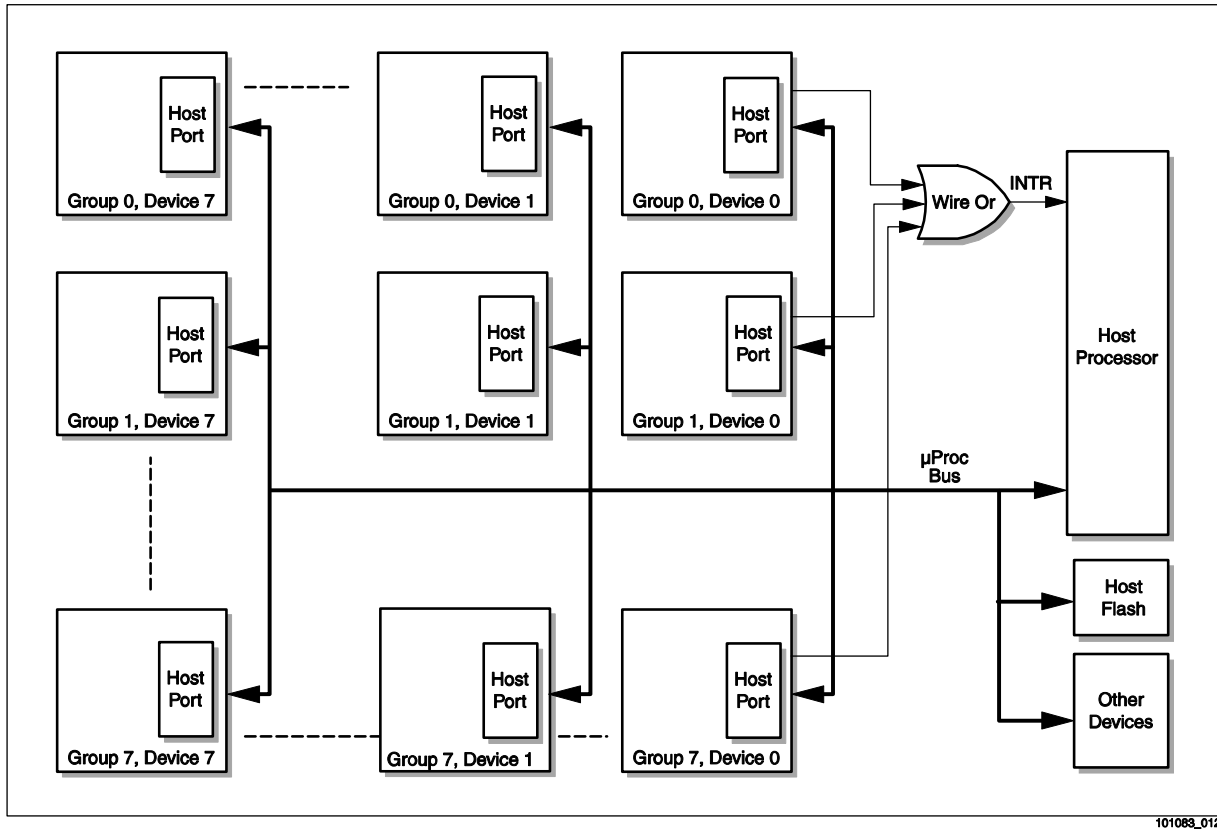 Host
Port
Group 0, Device 7
Host
Port
Group 0, Device 1
Host
Port
Group 0, Device 0
Wire Or
INTR
Host
Processor
Host
Port
Group 1, Device 7
Host
Port
Group 1, Device 1
Host
Port
Group 1, Device 0
µProc
Bus
Host
Flash
Host
Port
Group 7, Device 7
Host
Port
Group 7, Device 1
Host
Port
Group 7, Device 0
Other
Devices
101083_012